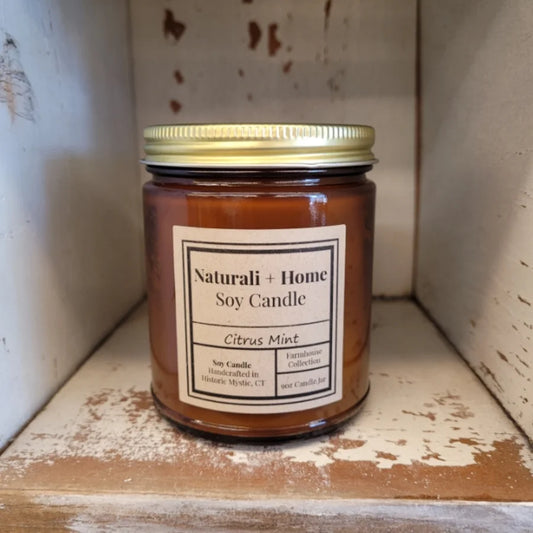 Naturali + Home
Soy Candle
Citrus Mint
Soy Candle
Handcrafted in
Historic Mystic, CT
Farmhouse
Collection
9oz Candle Jar